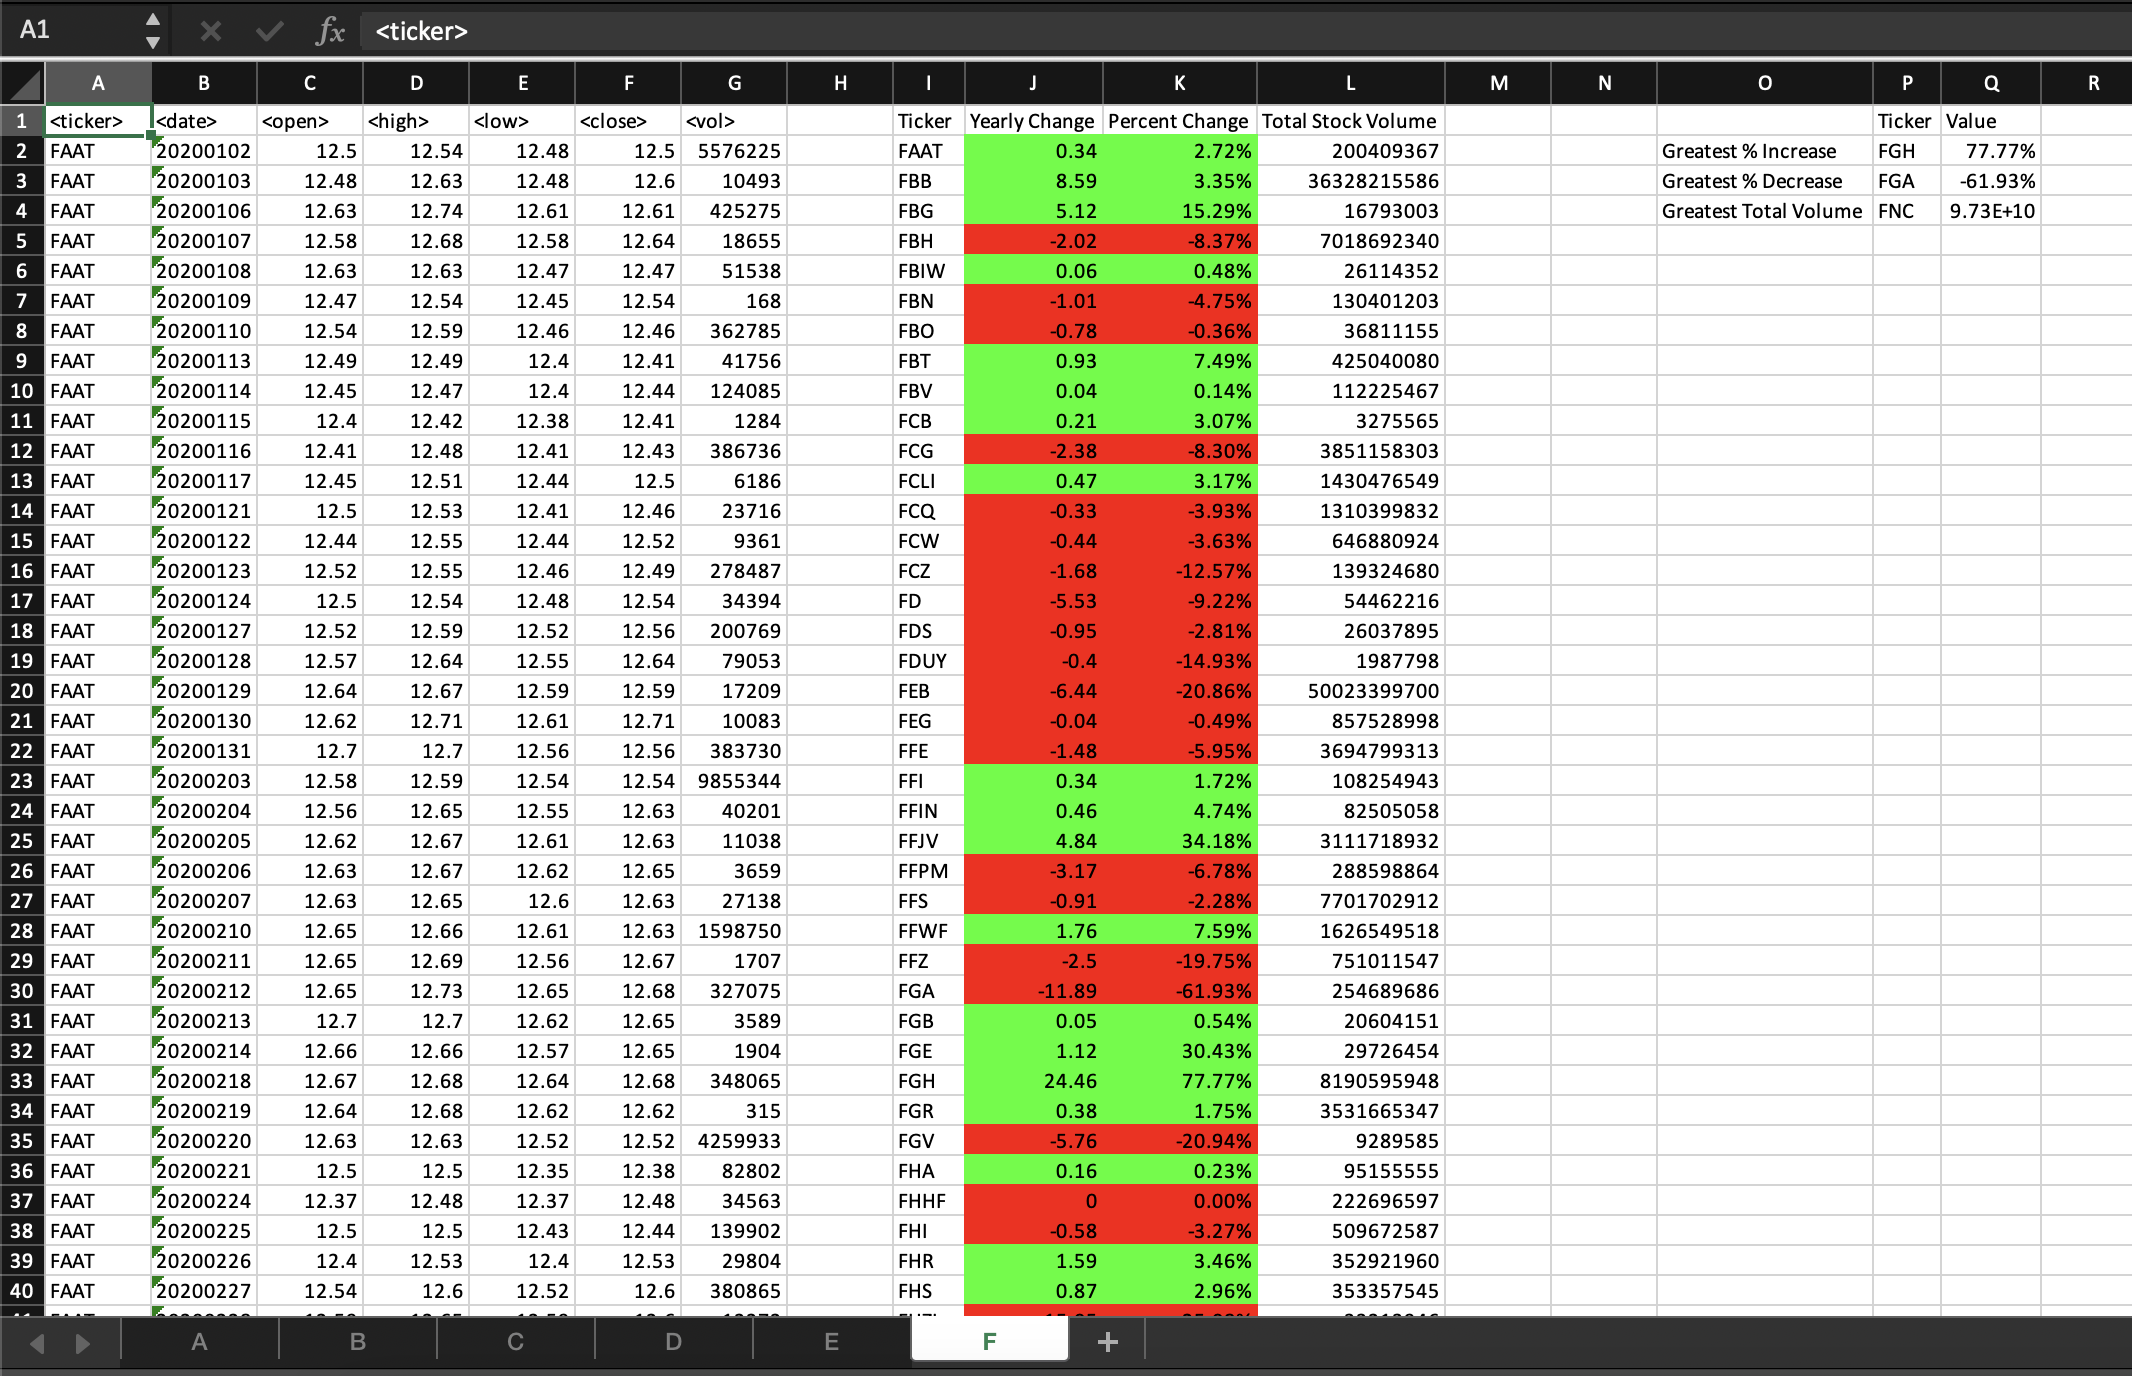 A1 fx <ticker>
A B C D E F G H I J K L M N O P Q R
1 <ticker> <date> <open> <high> <low> <close> <vol> Ticker Yearly Change Percent Change Total Stock Volume Ticker Value
2 FAAT 20200102 12.5 12.54 12.48 12.5 5576225 FAAT 0.34 2.72% 200409367 Greatest % Increase FGH 77.77%
3 FAAT 20200103 12.48 12.63 12.48 12.6 10493 FBB 8.59 3.35% 36328215586 Greatest % Decrease FGA -61.93%
4 FAAT 20200106 12.63 12.74 12.61 12.61 425275 FBG 5.12 15.29% 16793003 Greatest Total Volume FNC 9.73E+10
5 FAAT 20200107 12.58 12.68 12.58 12.64 18655 FBH -2.02 -8.37% 7018692340
6 FAAT 20200108 12.63 12.63 12.47 12.47 51538 FBIW 0.06 0.48% 26114352
7 FAAT 20200109 12.47 12.54 12.45 12.54 168 FBN -1.01 -4.75% 130401203
8 FAAT 20200110 12.54 12.59 12.46 12.46 362785 FBO -0.78 -0.36% 36811155
9 FAAT 20200113 12.49 12.49 12.4 12.41 41756 FBT 0.93 7.49% 425040080
10 FAAT 20200114 12.45 12.47 12.4 12.44 124085 FBV 0.04 0.14% 112225467
11 FAAT 20200115 12.4 12.42 12.38 12.41 1284 FCB 0.21 3.07% 3275565
12 FAAT 20200116 12.41 12.48 12.41 12.43 386736 FCG -2.38 -8.30% 3851158303
13 FAAT 20200117 12.45 12.51 12.44 12.5 6186 FCLI 0.47 3.17% 1430476549
14 FAAT 20200121 12.5 12.53 12.41 12.46 23716 FCQ -0.33 -3.93% 1310399832
15 FAAT 20200122 12.44 12.55 12.44 12.52 9361 FCW -0.44 -3.63% 646880924
16 FAAT 20200123 12.52 12.55 12.46 12.49 278487 FCZ -1.68 -12.57% 139324680
17 FAAT 20200124 12.5 12.54 12.48 12.54 34394 FD -5.53 -9.22% 54462216
18 FAAT 20200127 12.52 12.59 12.52 12.56 200769 FDS -0.95 -2.81% 26037895
19 FAAT 20200128 12.57 12.64 12.55 12.64 79053 FDUY -0.4 -14.93% 1987798
20 FAAT 20200129 12.64 12.67 12.59 12.59 17209 FEB -6.44 -20.86% 50023399700
21 FAAT 20200130 12.62 12.71 12.61 12.71 10083 FEG -0.04 -0.49% 857528998
22 FAAT 20200131 12.7 12.7 12.56 12.56 383730 FFE -1.48 -5.95% 3694799313
23 FAAT 20200203 12.58 12.59 12.54 12.54 9855344 FFI 0.34 1.72% 108254943
24 FAAT 20200204 12.56 12.65 12.55 12.63 40201 FFIN 0.46 4.74% 82505058
25 FAAT 20200205 12.62 12.67 12.61 12.63 11038 FFJV 4.84 34.18% 3111718932
26 FAAT 20200206 12.63 12.67 12.62 12.65 3659 FFPM -3.17 -6.78% 288598864
27 FAAT 20200207 12.63 12.65 12.6 12.63 27138 FFS -0.91 -2.28% 7701702912
28 FAAT 20200210 12.65 12.66 12.61 12.63 1598750 FFWF 1.76 7.59% 1626549518
29 FAAT 20200211 12.65 12.69 12.56 12.67 1707 FFZ -2.5 -19.75% 751011547
30 FAAT 20200212 12.65 12.73 12.65 12.68 327075 FGA -11.89 -61.93% 254689686
31 FAAT 20200213 12.7 12.7 12.62 12.65 3589 FGB 0.05 0.54% 20604151
32 FAAT 20200214 12.66 12.66 12.57 12.65 1904 FGE 1.12 30.43% 29726454
33 FAAT 20200218 12.67 12.68 12.64 12.68 348065 FGH 24.46 77.77% 8190595948
34 FAAT 20200219 12.64 12.68 12.62 12.62 315 FGR 0.38 1.75% 3531665347
35 FAAT 20200220 12.63 12.63 12.52 12.52 4259933 FGV -5.76 -20.94% 9289585
36 FAAT 20200221 12.5 12.5 12.35 12.38 82802 FHA 0.16 0.23% 95155555
37 FAAT 20200224 12.37 12.48 12.37 12.48 34563 FHHF 0 0.00% 222696597
38 FAAT 20200225 12.5 12.5 12.43 12.44 139902 FHI -0.58 -3.27% 509672587
39 FAAT 20200226 12.4 12.53 12.4 12.53 29804 FHR 1.59 3.46% 352921960
40 FAAT 20200227 12.54 12.6 12.52 12.6 380865 FHS 0.87 2.96% 353357545
A B C D E F +